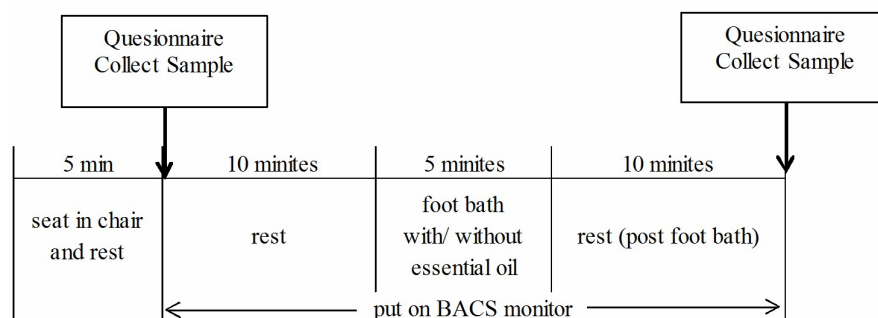 Quesionnaire
Collect Sample
Quesionnaire
Collect Sample
5 min
10 minites
5 minites
10 minites
seat in chair
and rest
rest
foot bath
with/ without
essential oil
rest (post foot bath)
put on BACS monitor